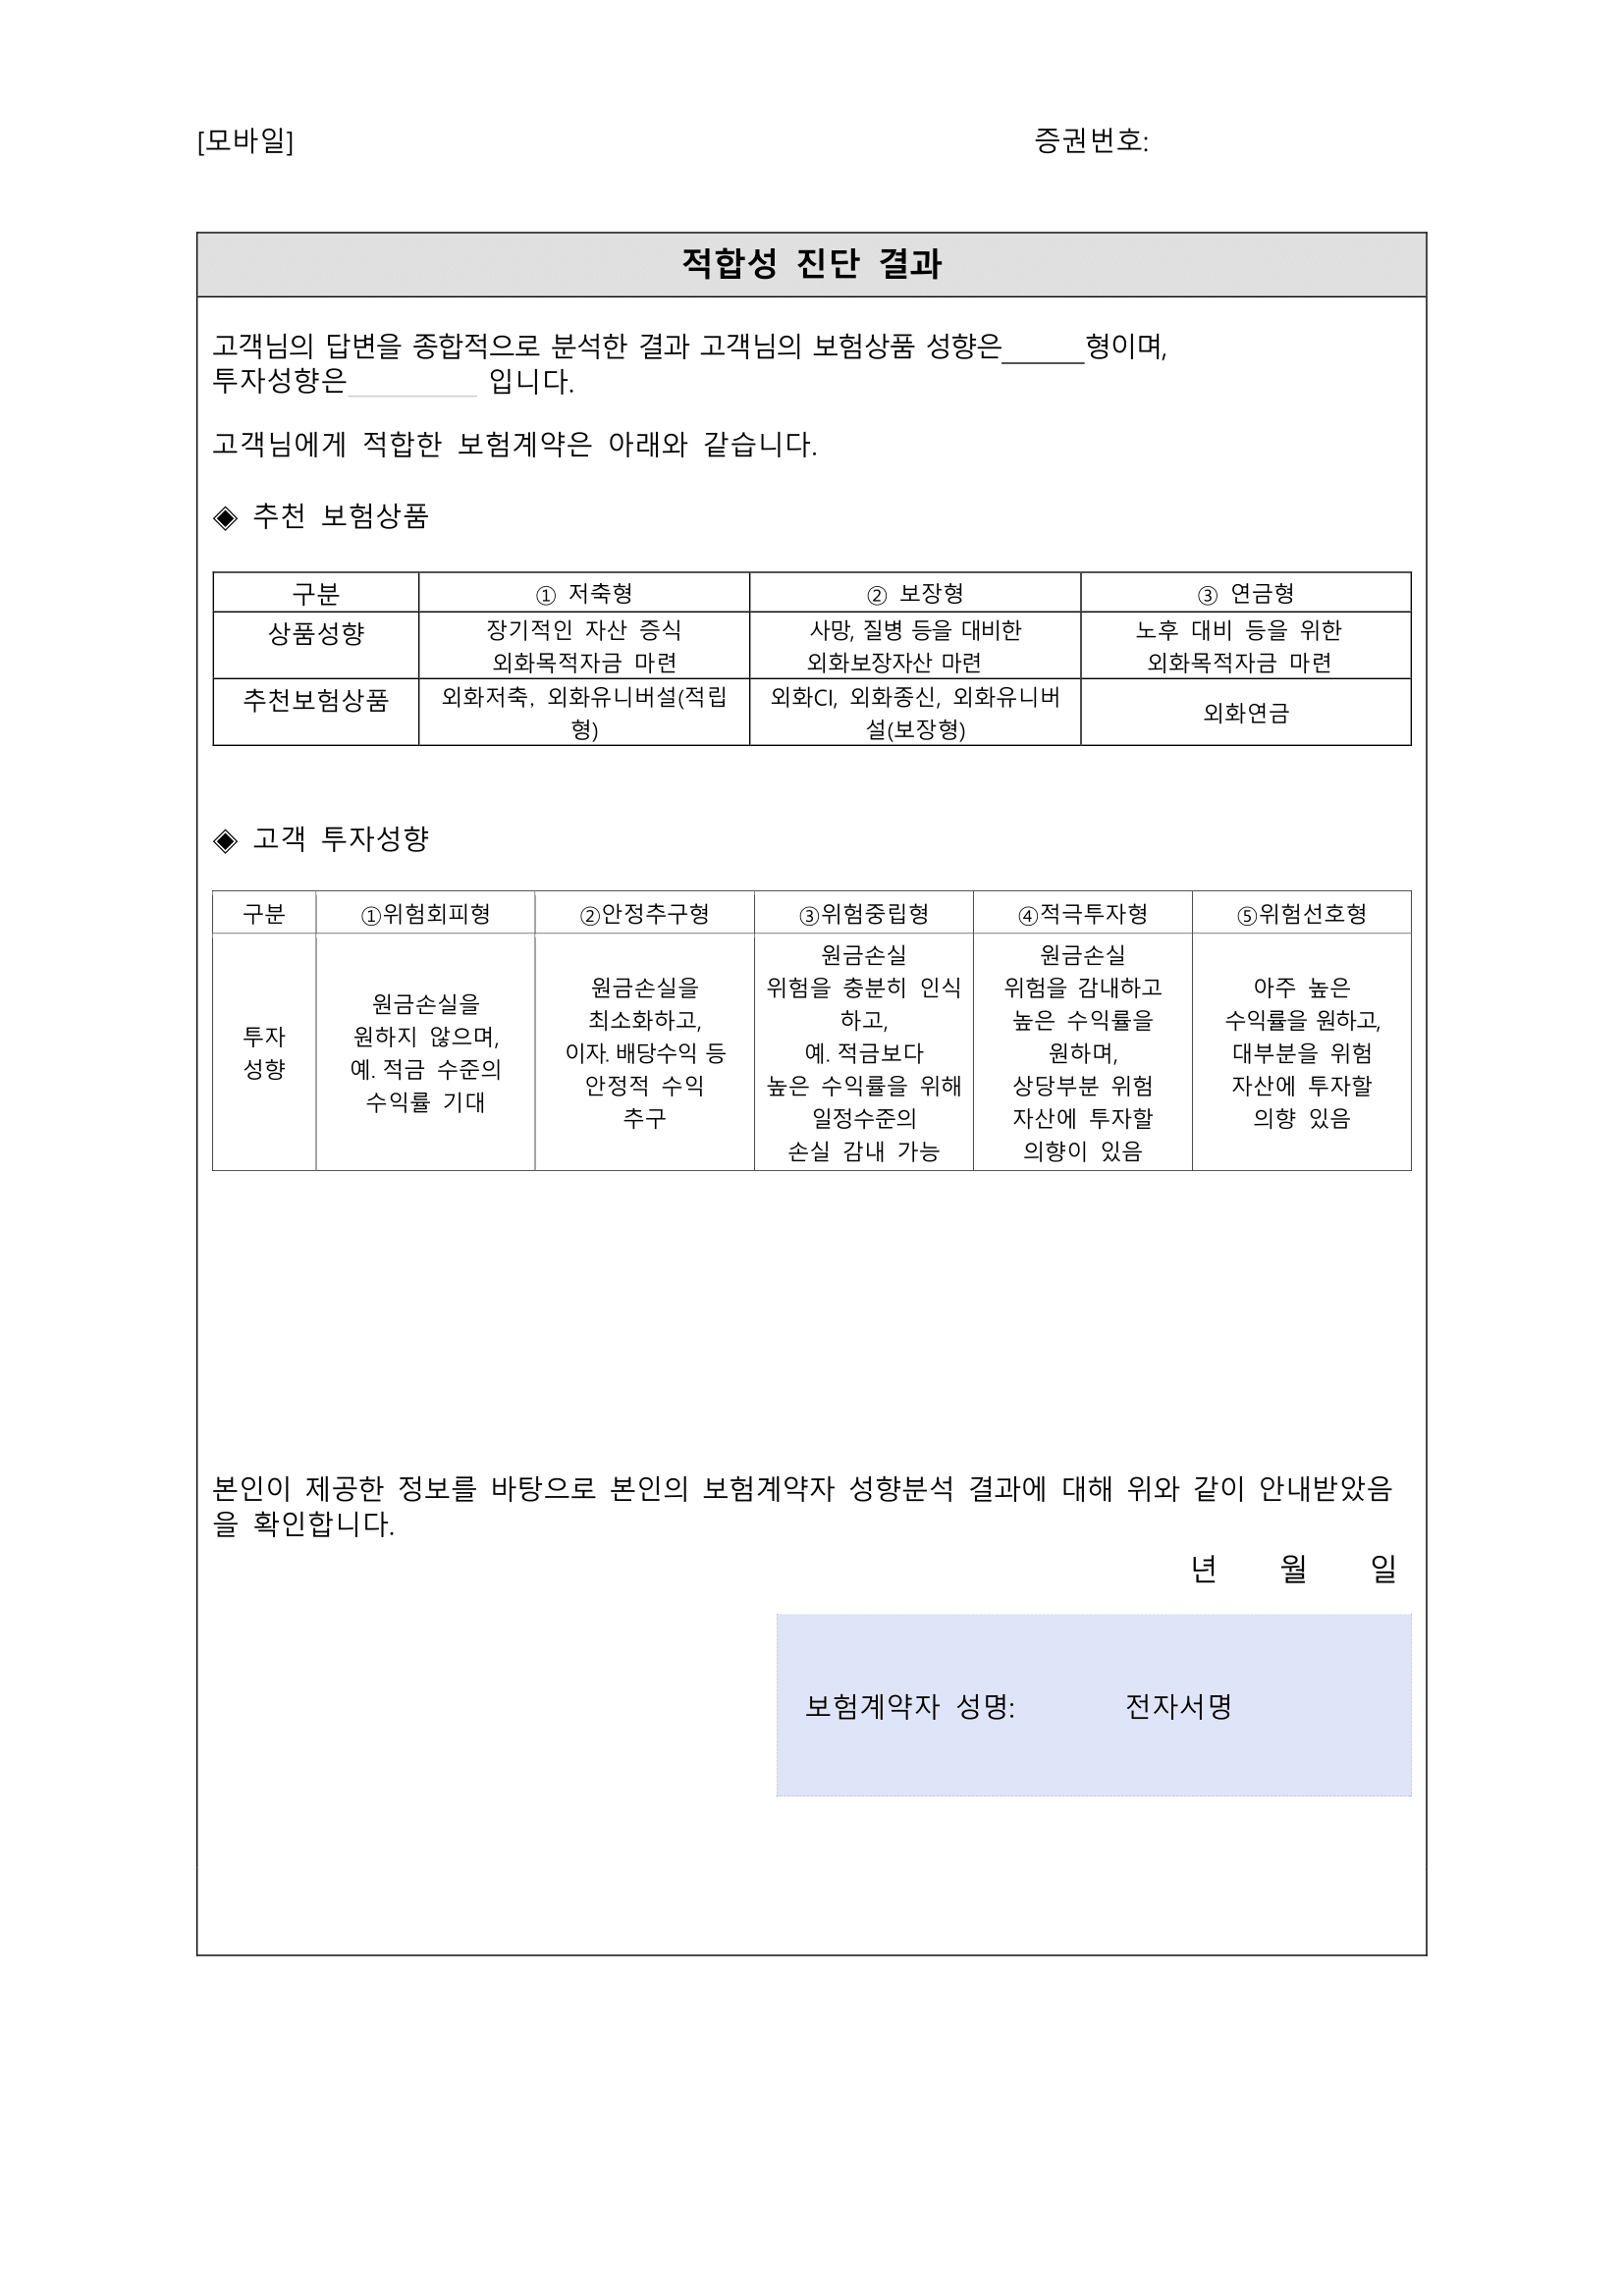 [모바일] 증권번호:
적합성 진단 결과
고객님의 답변을 종합적으로 분석한 결과 고객님의 보험상품 성향은______형이며,
투자성향은_________ 입니다.
고객님에게 적합한 보험계약은 아래와 같습니다.
◈ 추천 보험상품
구분 ① 저축형 ② 보장형 ③ 연금형
상품성향 장기적인 자산 증식 사망, 질병 등을 대비한 노후 대비 등을 위한
외화목적자금 마련 외화보장자산 마련 외화목적자금 마련
추천보험상품 외화저축, 외화유니버설(적립 외화CI, 외화종신, 외화유니버 외화연금
형) 설(보장형)
◈ 고객 투자성향
구분 ①위험회피형 ②안정추구형 ③위험중립형 ④적극투자형 ⑤위험선호형
투자
성향
원금손실을
원하지 않으며,
예. 적금 수준의
수익률 기대
원금손실을
최소화하고,
이자. 배당수익 등
안정적 수익
추구
원금손실
위험을 충분히 인식
하고,
예. 적금보다
높은 수익률을 위해
일정수준의
손실 감내 가능
원금손실
위험을 감내하고
높은 수익률을
원하며,
상당부분 위험
자산에 투자할
의향이 있음
아주 높은
수익률을 원하고,
대부분을 위험
자산에 투자할
의향 있음
본인이 제공한 정보를 바탕으로 본인의 보험계약자 성향분석 결과에 대해 위와 같이 안내받았음
을 확인합니다.
년 월 일
보험계약자 성명: 전자서명